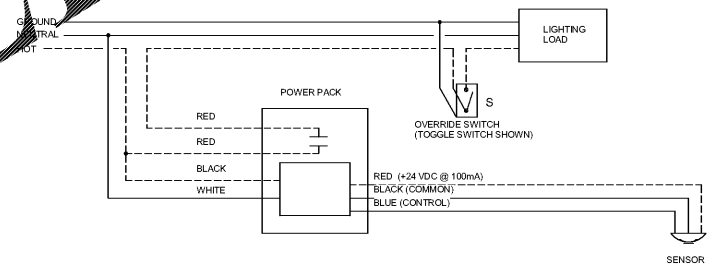 GROUND
NEUTRAL
HOT
LIGHTING
LOAD
POWER PACK
S
OVERRIDE SWITCH
(TOGGLE SWITCH SHOWN)
RED
RED
BLACK
WHITE
RED (+24 VDC @ 100mA)
BLACK (COMMON)
BLUE (CONTROL)
SENSOR